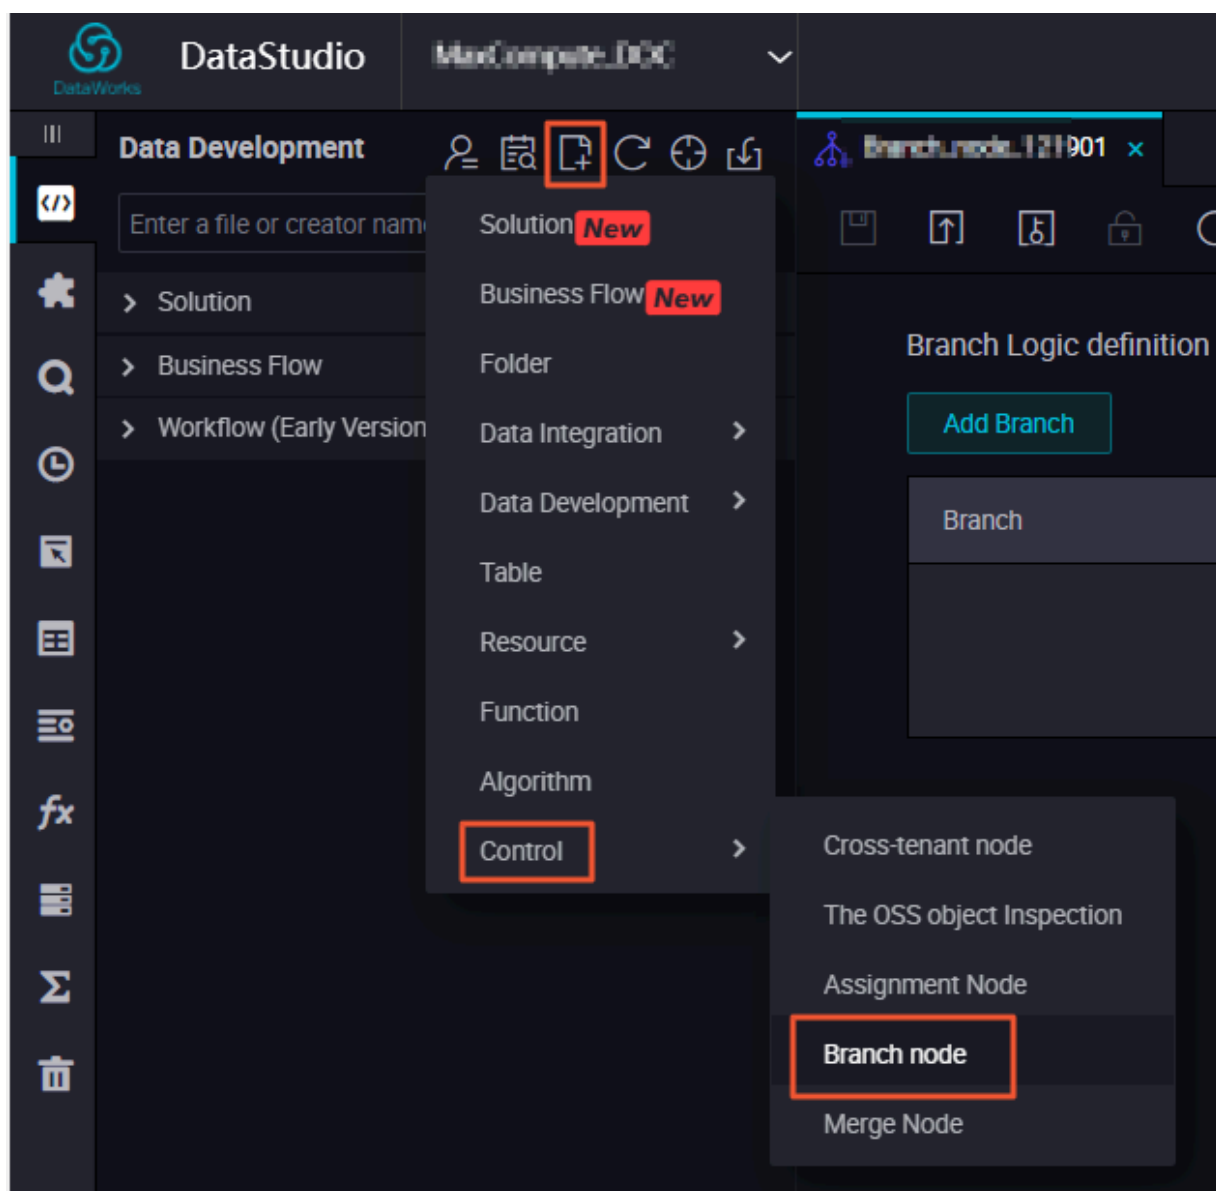 DataWorks
DataStudio
Data Development
901 ×
</>
Enter a file or creator nam
Solution New
Business Flow New
Folder
Data Integration
Data Development
Table
Resource
Function
Algorithm
Control
Solution
Business Flow
Workflow (Early Version
fx
Σ
Branch Logic definition
Add Branch
Branch
Cross-tenant node
The OSS object Inspection
Assignment Node
Branch node
Merge Node